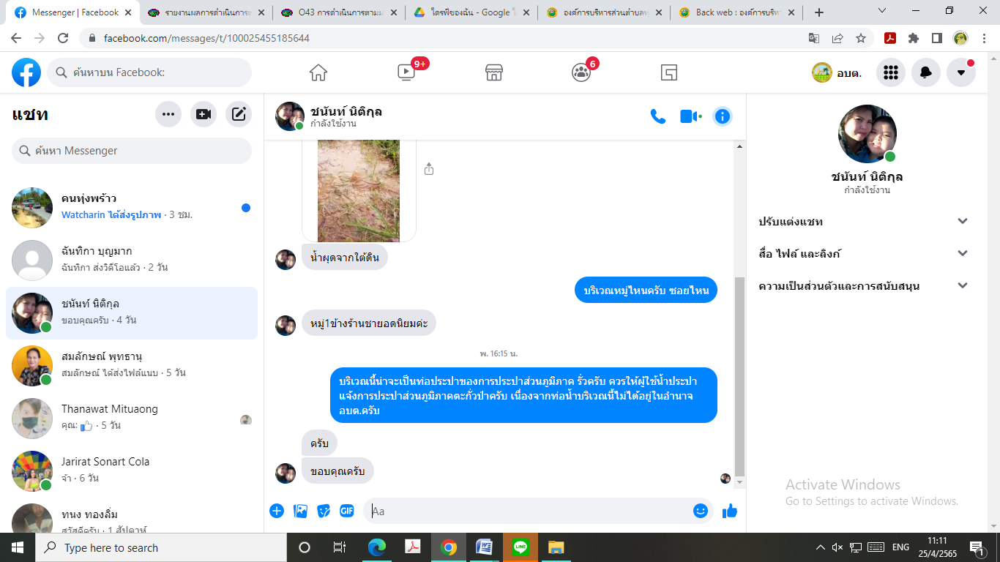 Messenger | Facebook
รายงานผลการดำเนินการต
O43 การดำเนินการตามม
ไดรฟ์ของฉัน - Google ไ
องค์การบริหารส่วนตำบล
Back web : องค์การบริห
facebook.com/messages/t/100025455185644
ค้นหาบน Facebook:
9+
6
อบต.
แชท
ค้นหา Messenger
คนทุ่งพร้าว
Watcharin ได้ส่งรูปภาพ · 3 ชม.
ฉันทิกา บุญมาก
ฉันทิกา ส่งวิดีโอแล้ว · 2 วัน
ชนันท์ นิติกุล
ขอบคุณครับ · 4 วัน
สมลักษณ์ พุทธานุ
สมลักษณ์ ได้ส่งไฟล์แนบ · 5 วัน
Thanawat Mituaong
คุณ: · 5 วัน
Jarirat Sonart Cola
จ้า · 6 วัน
ทนง ทองลิ่ม
สวัสดีครับ · 1 สัปดาห์
ชนันท์ นิติกุล
กำลังใช้งาน
น้ำผุดจากใต้ดิน
บริเวณหมู่ไหนครับ ซอยไหน
หมู่1ข้างร้านชายอดนิยมค่ะ
พ. 16:15 น.
บริเวณนี้น่าจะเป็นท่อประปาของการประปาส่วนภูมิภาค รั่วครับ ควรให้ผู้ใช้น้ำประปา
แจ้งการประปาส่วนภูมิภาคตะกั่วป่าครับ เนื่องจากท่อน้ำบริเวณนี้ไม่ได้อยู่ในอำนาจ
อบต.ครับ
ครับ
ขอบคุณครับ
GIF
Aa
ชนันท์ นิติกุล
กำลังใช้งาน
ปรับแต่งแชท
สื่อ ไฟล์ และลิงก์
ความเป็นส่วนตัวและการสนับสนุน
Activate Windows
Go to Settings to activate Windows.
Type here to search
LINE
ENG
11:11
25/4/2565
1